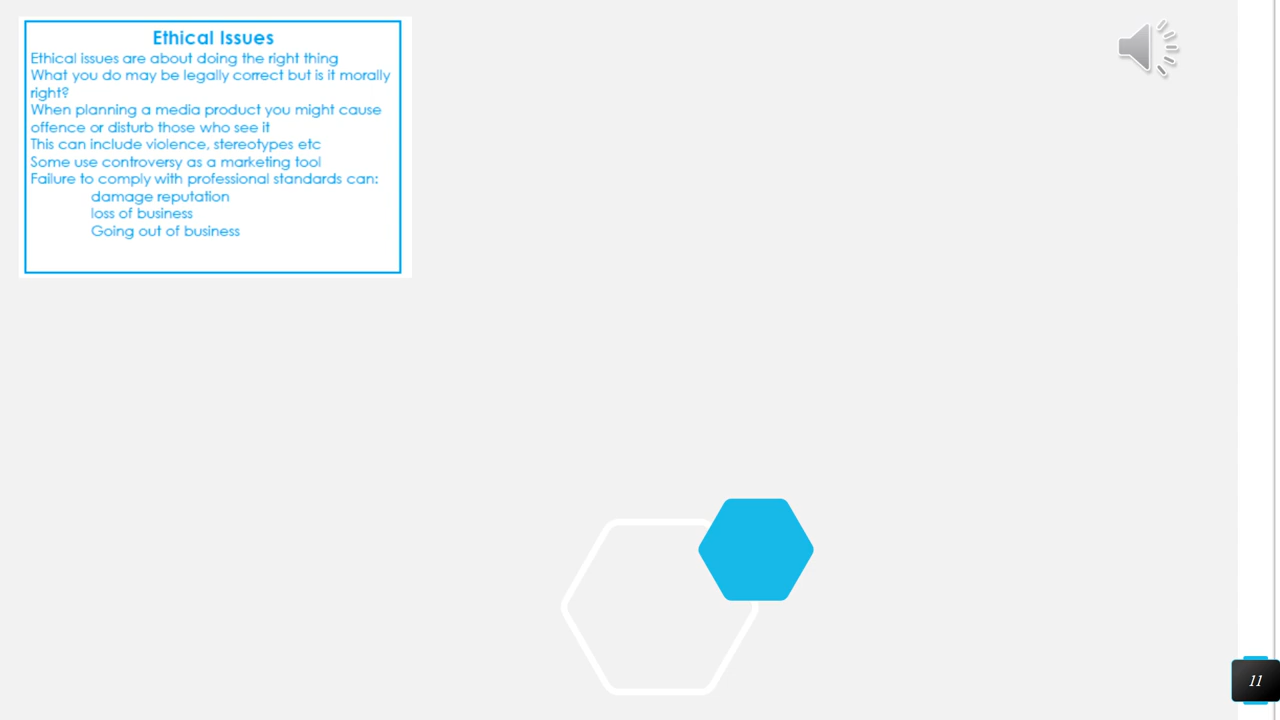 Ethical Issues
Ethical issues are about doing the right thing
What you do may be legally correct but is it morally
right?
When planning a media product you might cause
offence or disturb those who see it
This can include violence, stereotypes etc
Some use controversy as a marketing tool
Failure to comply with professional standards can:
damage reputation
loss of business
Going out of business
11